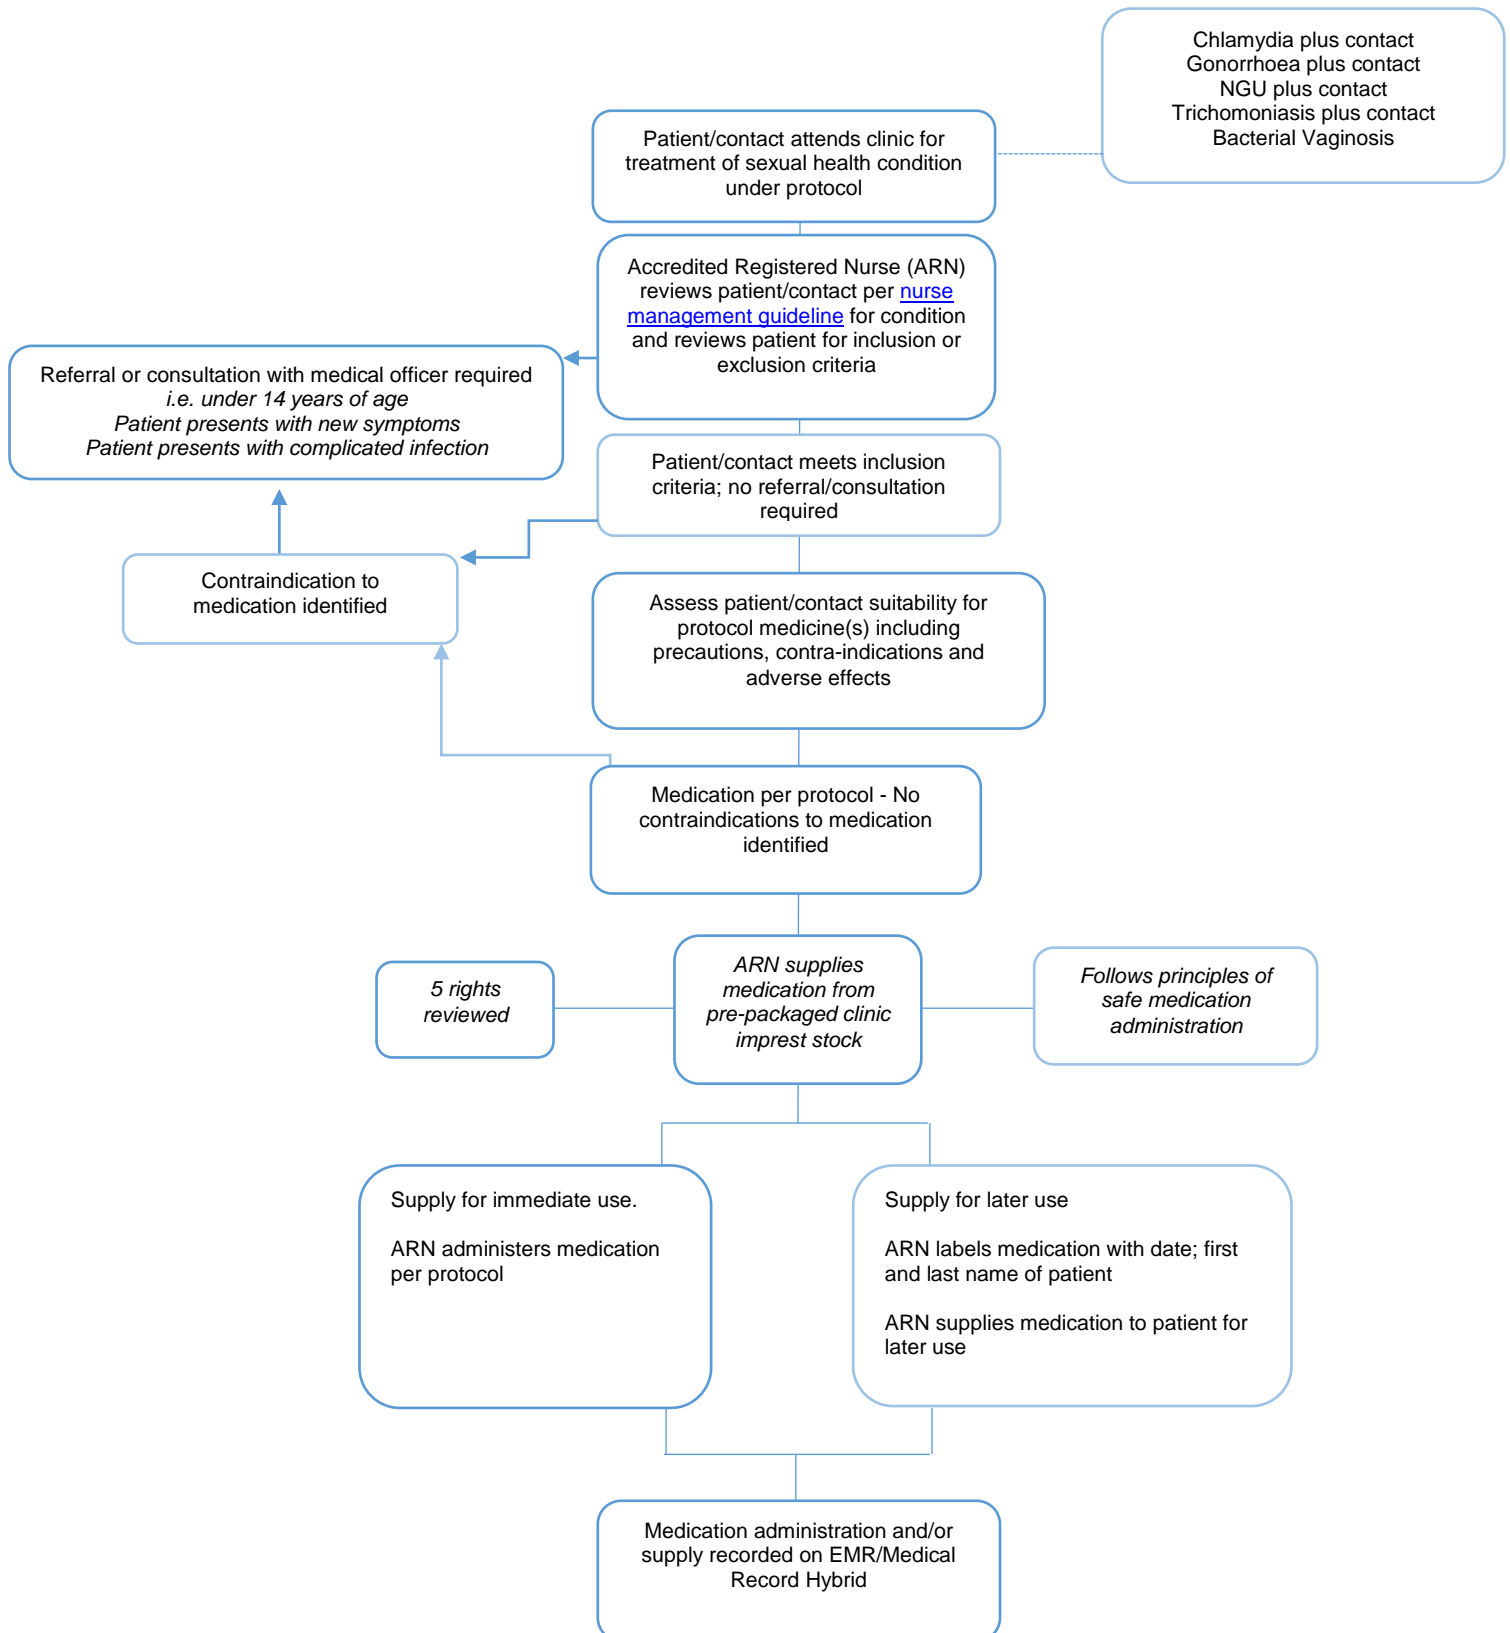 Chlamydia plus contact
Gonorrhoea plus contact
NGU plus contact
Trichomoniasis plus contact
Bacterial Vaginosis
Patient/contact attends clinic for
treatment of sexual health condition
under protocol
Accredited Registered Nurse (ARN)
reviews patient/contact per nurse
management guideline for condition
and reviews patient for inclusion or
exclusion criteria
Referral or consultation with medical officer required
i.e. under 14 years of age
Patient presents with new symptoms
Patient presents with complicated infection
Patient/contact meets inclusion
criteria; no referral/consultation
required
Contraindication to
medication identified
Assess patient/contact suitability for
protocol medicine(s) including
precautions, contra-indications and
adverse effects
Medication per protocol - No
contraindications to medication
identified
5 rights
reviewed
ARN supplies
medication from
pre-packaged clinic
imprest stock
Follows principles of
safe medication
administration
Supply for immediate use.
ARN administers medication
per protocol
Supply for later use
ARN labels medication with date; first
and last name of patient
ARN supplies medication to patient for
later use
Medication administration and/or
supply recorded on EMR/Medical
Record Hybrid